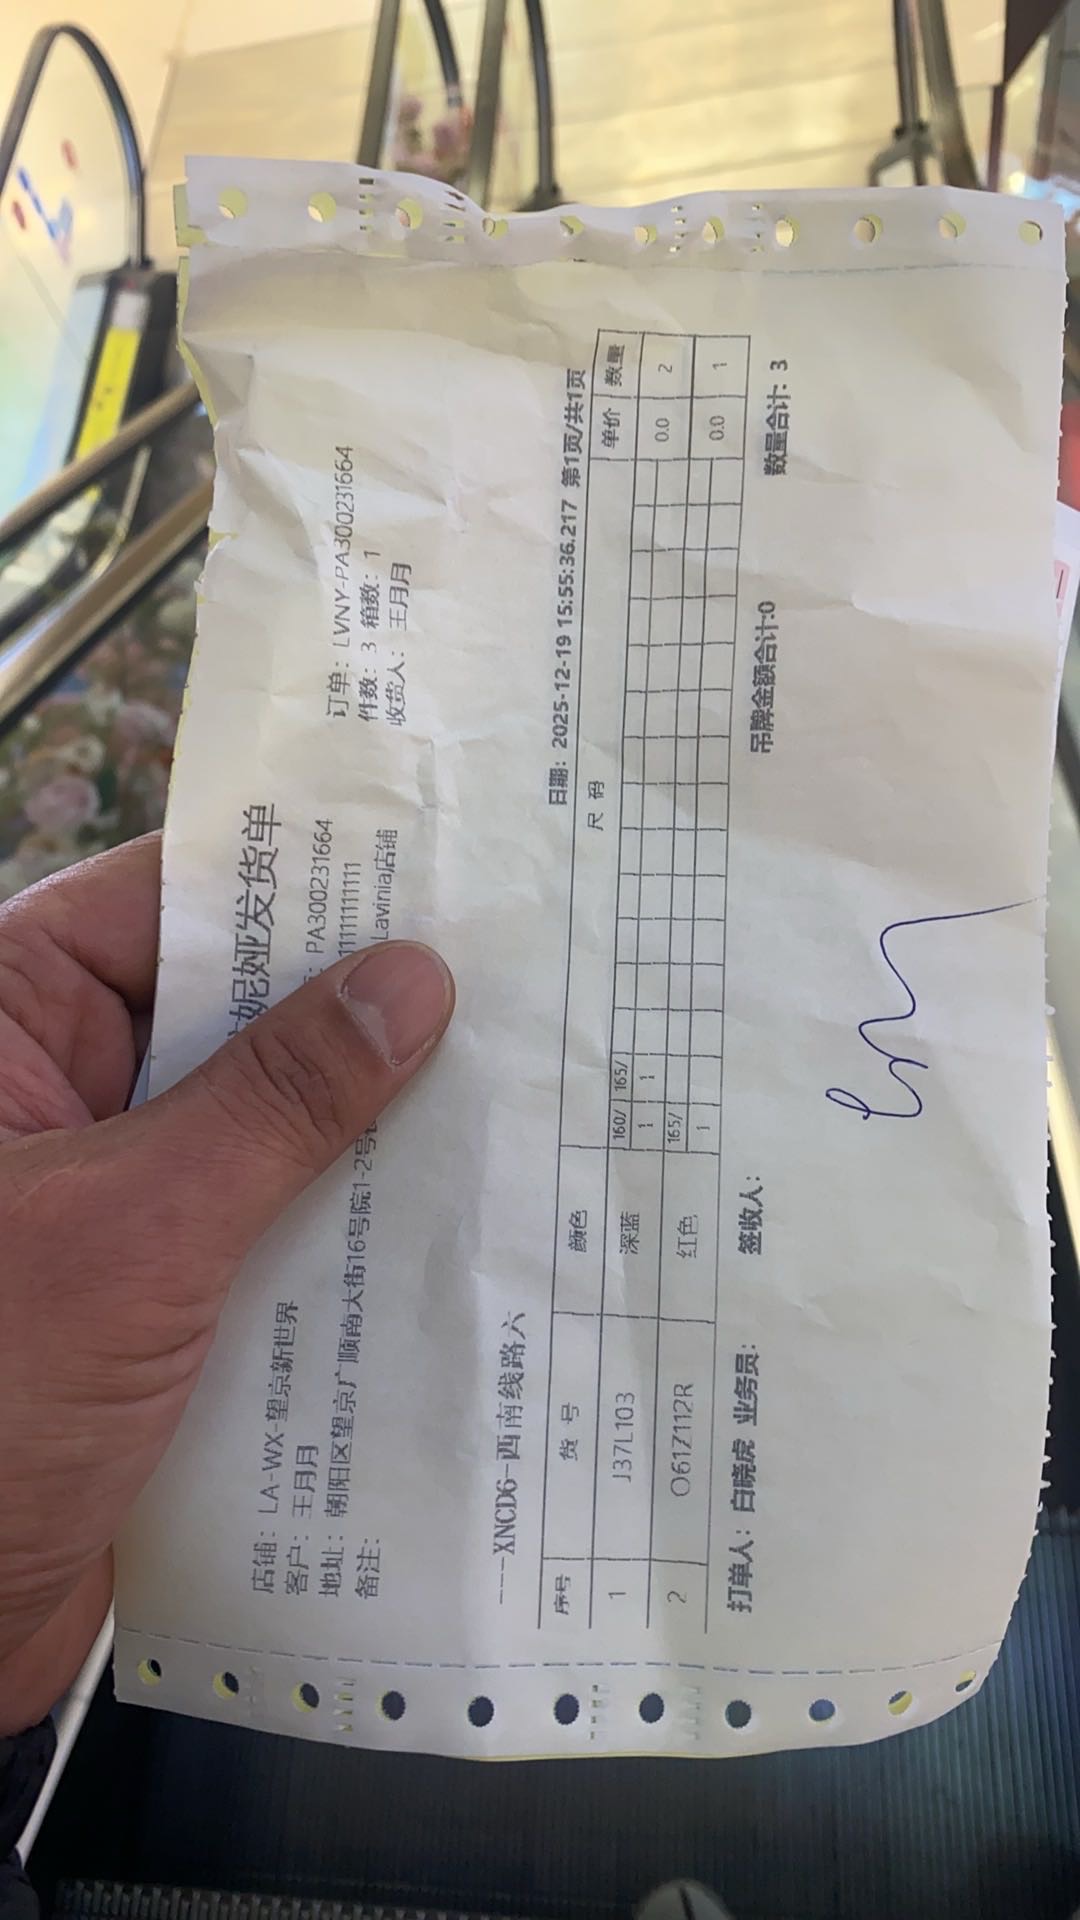 妮娅发货单
店铺：LA-WX-望京新世界 PA300231664 订单：LVNY-PA300231664
客户：王月月 11111111111 件数：3 箱数：1
地址：朝阳区望京广顺南大街16号院1-2号 Lavinia店铺 收货人：王月月
备注：
---XNCD6-西南线路六 日期：2025-12-19 15:55:36.217 第1页/共1页
序号 货 号 颜色 尺 码 单价 数量
1 J37L103 深蓝 160/ 165/ 0.0 2
1 1
2 O61Z112R 红色 165/ 0.0 1
1
打单人：白晓虎 业务员： 签收人： 吊牌金额合计:0 数量合计：3